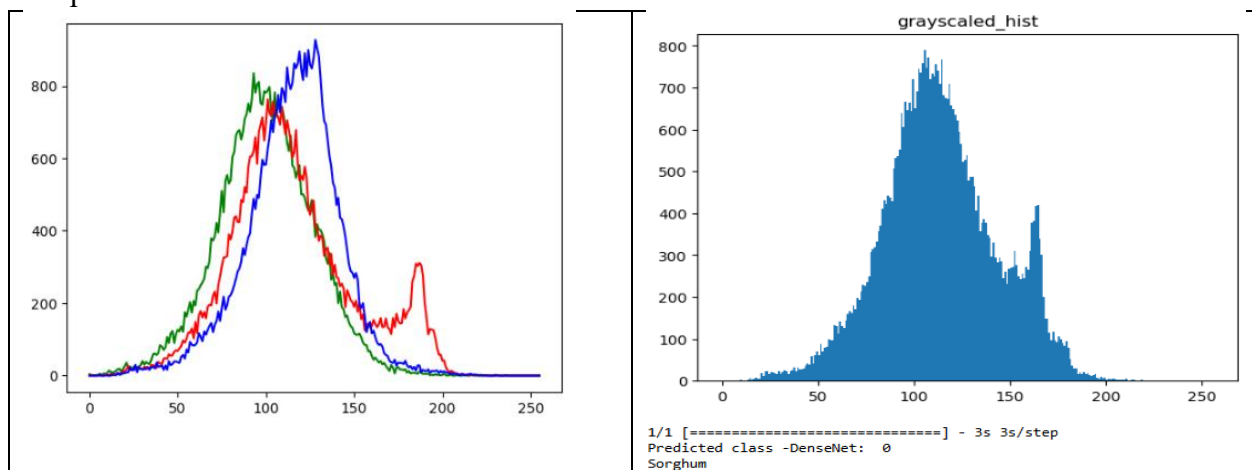 grayscaled_hist
800
600
400
200
0
0 50 100 150 200 250
800
700
600
500
400
300
200
100
0
0 50 100 150 200 250
1/1 [==============================] - 3s 3s/step
Predicted class -DenseNet:  0
Sorghum